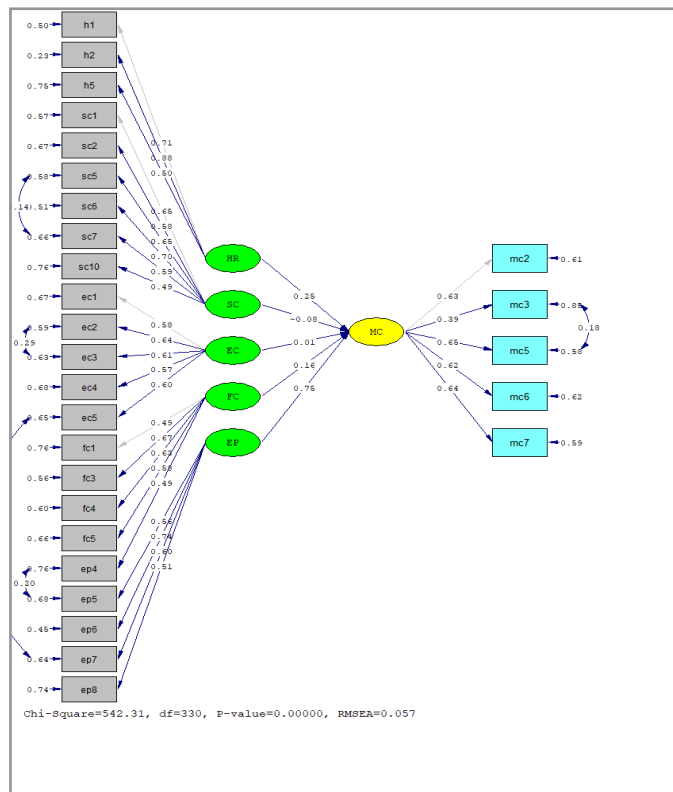 0.50 h1
0.23 h2
0.75 h5
0.57 sc1
0.67 sc2
0.58 sc5
0.14 0.51 sc6
0.66 sc7
0.76 sc10
0.67 ec1
0.59 ec2
0.29
0.63 ec3
0.68 ec4
0.65 ec5
0.76 fc1
0.56 fc3
0.60 fc4
0.66 fc5
0.76 ep4
0.20
0.68 ep5
0.45 ep6
0.64 ep7
0.74 ep8
0.71
0.88
0.50
0.65
0.58
0.65
0.70
0.59
0.49
0.58
0.64
0.61
0.57
0.60
0.49
0.67
0.63
0.49
0.56
0.74
0.60
0.51
HR
SC
EC
FC
EP
0.25
-0.08
0.01
0.16
0.75
MC
0.63
0.39
0.65
0.62
0.64
mc2 0.61
mc3 0.85
0.18
mc5 0.58
mc6 0.62
mc7 0.59
Chi-Square=542.31, df=330, P-value=0.00000, RMSEA=0.057